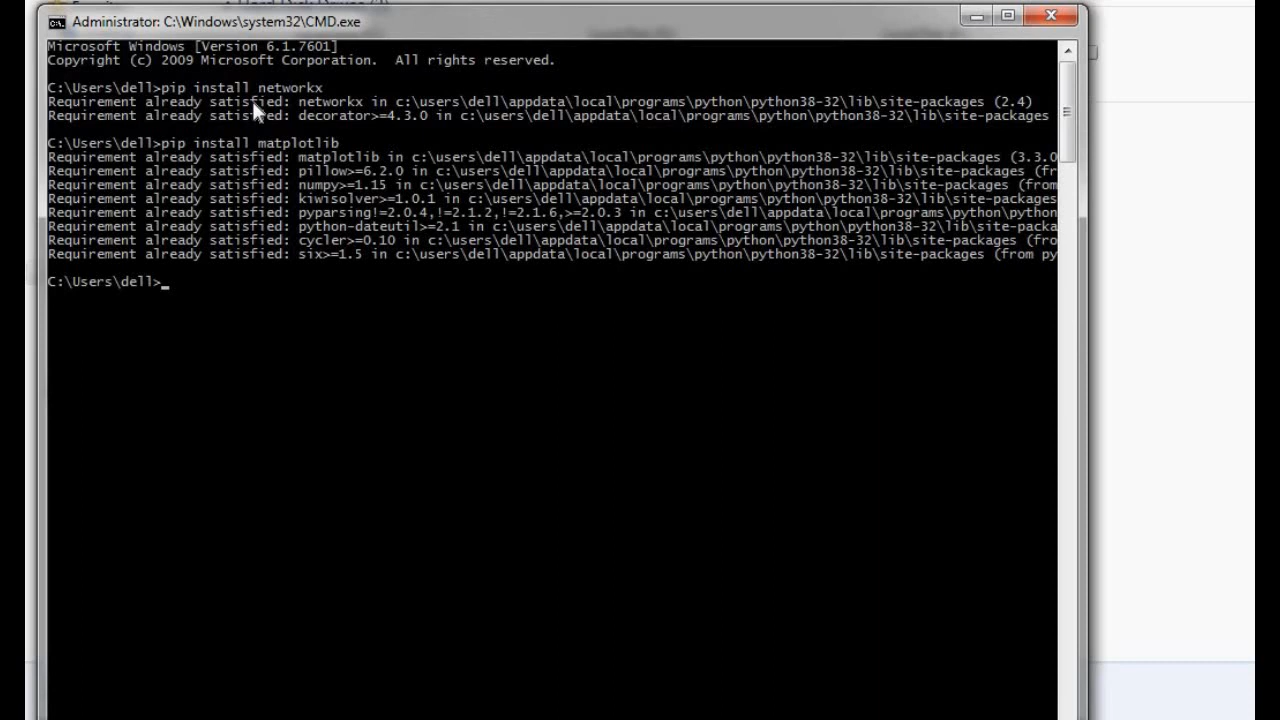 Administrator: C:\Windows\system32\CMD.exe
Microsoft Windows [Version 6.1.7601]
Copyright (c) 2009 Microsoft Corporation.  All rights reserved.
C:\Users\dell>pip install networkx
Requirement already satisfied: networkx in c:\users\dell\appdata\local\programs\python\python38-32\lib\site-packages (2.4)
Requirement already satisfied: decorator>=4.3.0 in c:\users\dell\appdata\local\programs\python\python38-32\lib\site-packages
C:\Users\dell>pip install matplotlib
Requirement already satisfied: matplotlib in c:\users\dell\appdata\local\programs\python\python38-32\lib\site-packages (3.3.0
Requirement already satisfied: pillow>=6.2.0 in c:\users\dell\appdata\local\programs\python\python38-32\lib\site-packages (fr
Requirement already satisfied: numpy>=1.15 in c:\users\dell\appdata\local\programs\python\python38-32\lib\site-packages (from
Requirement already satisfied: kiwisolver>=1.0.1 in c:\users\dell\appdata\local\programs\python\python38-32\lib\site-packages
Requirement already satisfied: pyparsing!=2.0.4,!=2.1.2,!=2.1.6,>=2.0.3 in c:\users\dell\appdata\local\programs\python\python
Requirement already satisfied: python-dateutil>=2.1 in c:\users\dell\appdata\local\programs\python\python38-32\lib\site-packa
Requirement already satisfied: cycler>=0.10 in c:\users\dell\appdata\local\programs\python\python38-32\lib\site-packages (fro
Requirement already satisfied: six>=1.5 in c:\users\dell\appdata\local\programs\python\python38-32\lib\site-packages (from py
C:\Users\dell>_